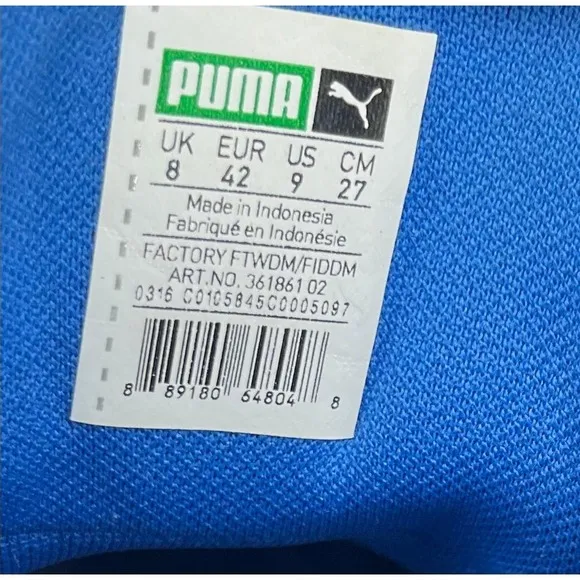 PUMA
UK EUR US CM
8 42 9 27
Made in Indonesia
Fabriqué en Indonésie
FACTORY FTWDM/FIDDM
ART.NO. 361861 02
0316 C0105845C0005097
8 89180 64804 8